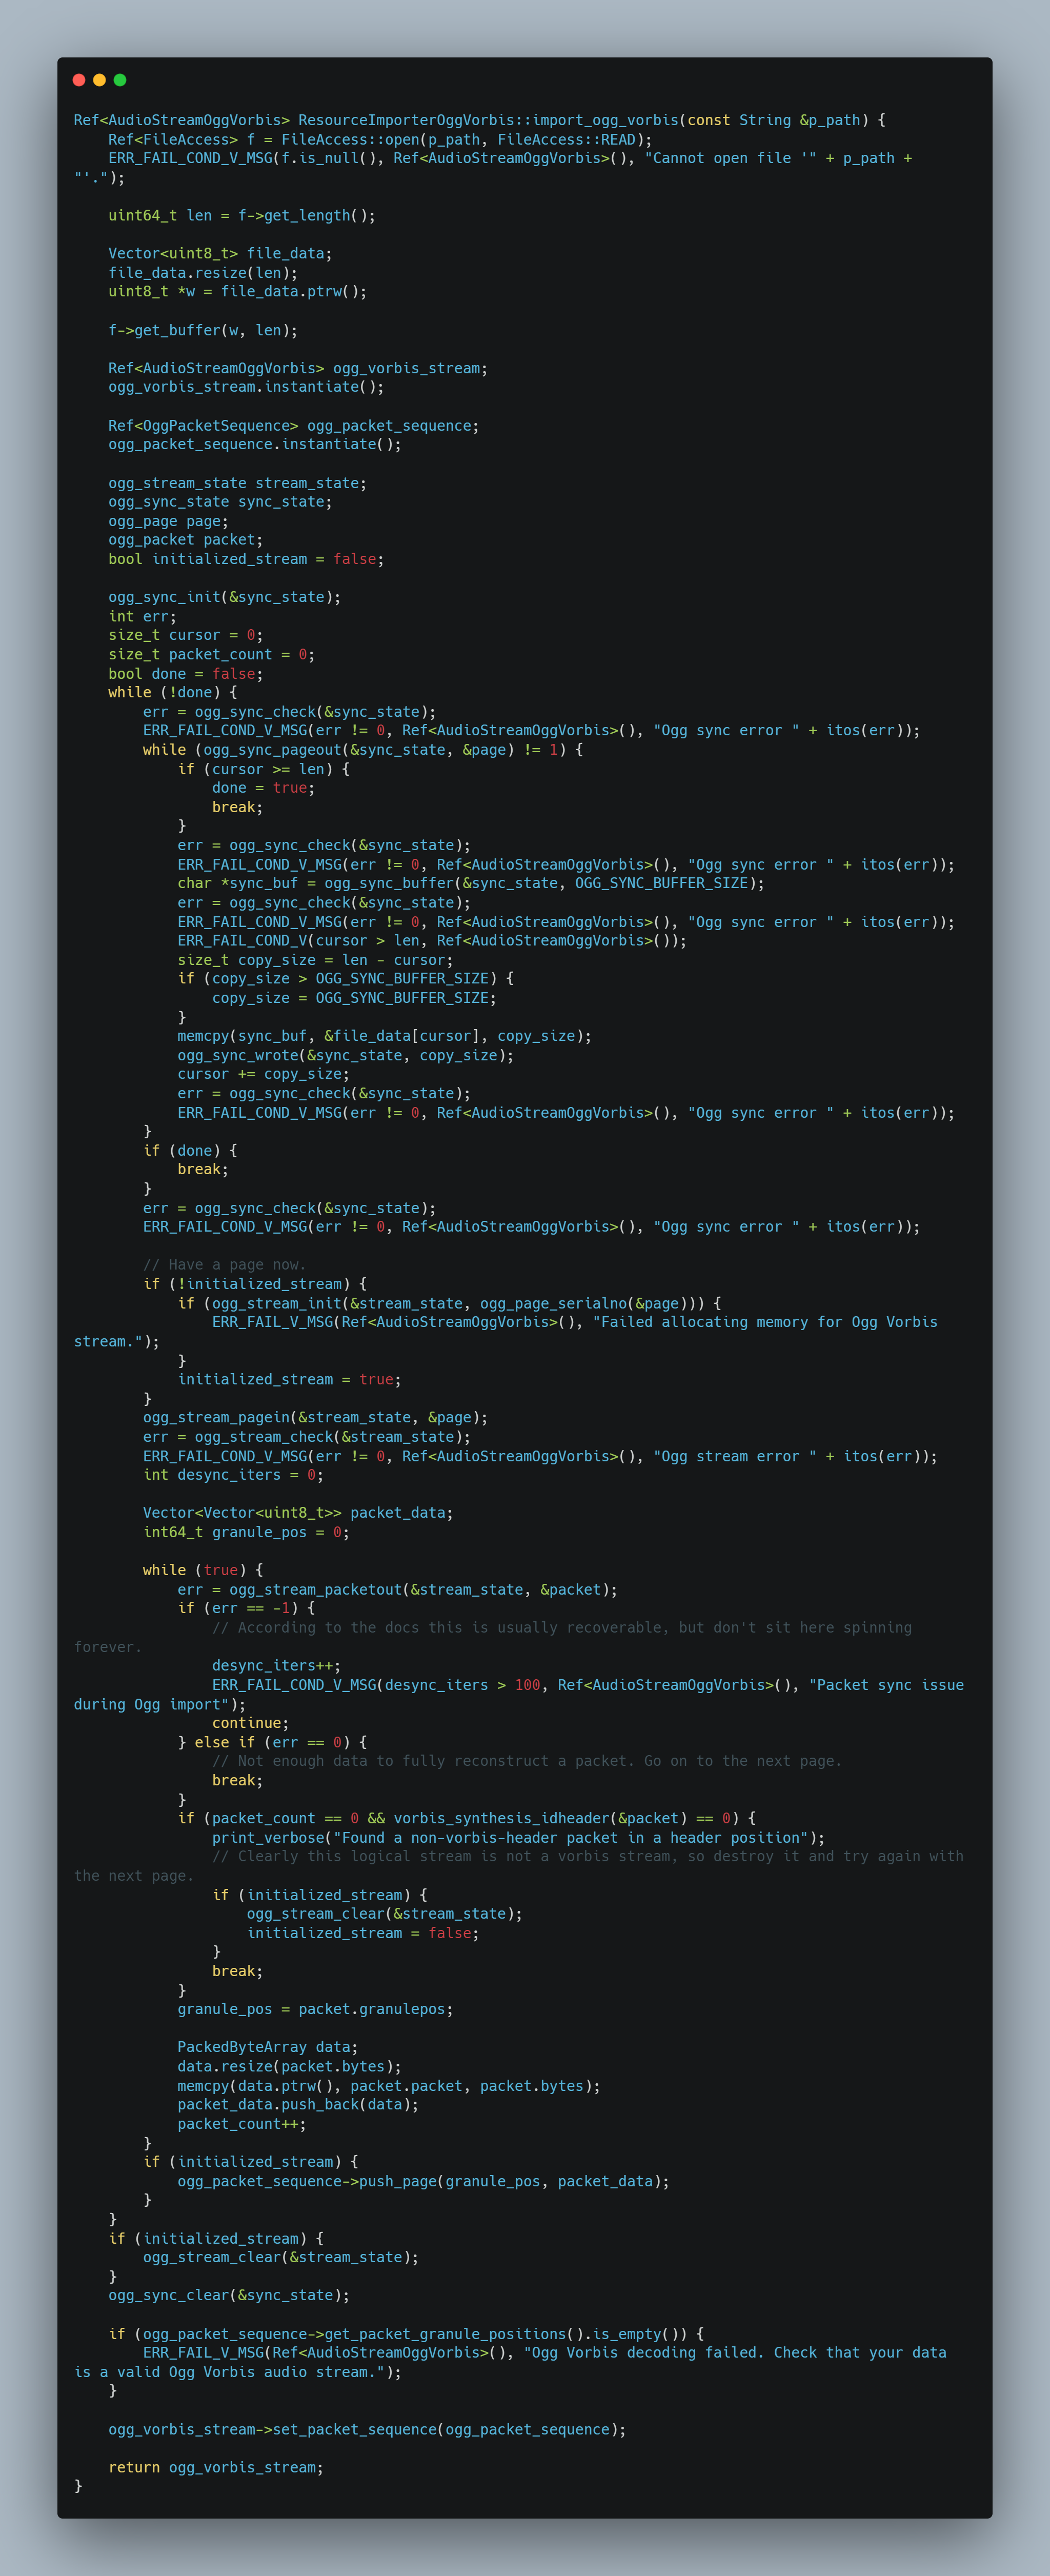 Ref<AudioStreamOggVorbis> ResourceImporterOggVorbis::import_ogg_vorbis(const String &p_path) {
    Ref<FileAccess> f = FileAccess::open(p_path, FileAccess::READ);
    ERR_FAIL_COND_V_MSG(f.is_null(), Ref<AudioStreamOggVorbis>(), "Cannot open file '" + p_path +
"'.");

    uint64_t len = f->get_length();

    Vector<uint8_t> file_data;
    file_data.resize(len);
    uint8_t *w = file_data.ptrw();

    f->get_buffer(w, len);

    Ref<AudioStreamOggVorbis> ogg_vorbis_stream;
    ogg_vorbis_stream.instantiate();

    Ref<OggPacketSequence> ogg_packet_sequence;
    ogg_packet_sequence.instantiate();

    ogg_stream_state stream_state;
    ogg_sync_state sync_state;
    ogg_page page;
    ogg_packet packet;
    bool initialized_stream = false;

    ogg_sync_init(&sync_state);
    int err;
    size_t cursor = 0;
    size_t packet_count = 0;
    bool done = false;
    while (!done) {
        err = ogg_sync_check(&sync_state);
        ERR_FAIL_COND_V_MSG(err != 0, Ref<AudioStreamOggVorbis>(), "Ogg sync error " + itos(err));
        while (ogg_sync_pageout(&sync_state, &page) != 1) {
            if (cursor >= len) {
                done = true;
                break;
            }
            err = ogg_sync_check(&sync_state);
            ERR_FAIL_COND_V_MSG(err != 0, Ref<AudioStreamOggVorbis>(), "Ogg sync error " + itos(err));
            char *sync_buf = ogg_sync_buffer(&sync_state, OGG_SYNC_BUFFER_SIZE);
            err = ogg_sync_check(&sync_state);
            ERR_FAIL_COND_V_MSG(err != 0, Ref<AudioStreamOggVorbis>(), "Ogg sync error " + itos(err));
            ERR_FAIL_COND_V(cursor > len, Ref<AudioStreamOggVorbis>());
            size_t copy_size = len - cursor;
            if (copy_size > OGG_SYNC_BUFFER_SIZE) {
                copy_size = OGG_SYNC_BUFFER_SIZE;
            }
            memcpy(sync_buf, &file_data[cursor], copy_size);
            ogg_sync_wrote(&sync_state, copy_size);
            cursor += copy_size;
            err = ogg_sync_check(&sync_state);
            ERR_FAIL_COND_V_MSG(err != 0, Ref<AudioStreamOggVorbis>(), "Ogg sync error " + itos(err));
        }
        if (done) {
            break;
        }
        err = ogg_sync_check(&sync_state);
        ERR_FAIL_COND_V_MSG(err != 0, Ref<AudioStreamOggVorbis>(), "Ogg sync error " + itos(err));

        // Have a page now.
        if (!initialized_stream) {
            if (ogg_stream_init(&stream_state, ogg_page_serialno(&page))) {
                ERR_FAIL_V_MSG(Ref<AudioStreamOggVorbis>(), "Failed allocating memory for Ogg Vorbis
stream.");
            }
            initialized_stream = true;
        }
        ogg_stream_pagein(&stream_state, &page);
        err = ogg_stream_check(&stream_state);
        ERR_FAIL_COND_V_MSG(err != 0, Ref<AudioStreamOggVorbis>(), "Ogg stream error " + itos(err));
        int desync_iters = 0;

        Vector<Vector<uint8_t>> packet_data;
        int64_t granule_pos = 0;

        while (true) {
            err = ogg_stream_packetout(&stream_state, &packet);
            if (err == -1) {
                // According to the docs this is usually recoverable, but don't sit here spinning
forever.
                desync_iters++;
                ERR_FAIL_COND_V_MSG(desync_iters > 100, Ref<AudioStreamOggVorbis>(), "Packet sync issue
during Ogg import");
                continue;
            } else if (err == 0) {
                // Not enough data to fully reconstruct a packet. Go on to the next page.
                break;
            }
            if (packet_count == 0 && vorbis_synthesis_idheader(&packet) == 0) {
                print_verbose("Found a non-vorbis-header packet in a header position");
                // Clearly this logical stream is not a vorbis stream, so destroy it and try again with
the next page.
                if (initialized_stream) {
                    ogg_stream_clear(&stream_state);
                    initialized_stream = false;
                }
                break;
            }
            granule_pos = packet.granulepos;

            PackedByteArray data;
            data.resize(packet.bytes);
            memcpy(data.ptrw(), packet.packet, packet.bytes);
            packet_data.push_back(data);
            packet_count++;
        }
        if (initialized_stream) {
            ogg_packet_sequence->push_page(granule_pos, packet_data);
        }
    }
    if (initialized_stream) {
        ogg_stream_clear(&stream_state);
    }
    ogg_sync_clear(&sync_state);

    if (ogg_packet_sequence->get_packet_granule_positions().is_empty()) {
        ERR_FAIL_V_MSG(Ref<AudioStreamOggVorbis>(), "Ogg Vorbis decoding failed. Check that your data
is a valid Ogg Vorbis audio stream.");
    }

    ogg_vorbis_stream->set_packet_sequence(ogg_packet_sequence);

    return ogg_vorbis_stream;
}